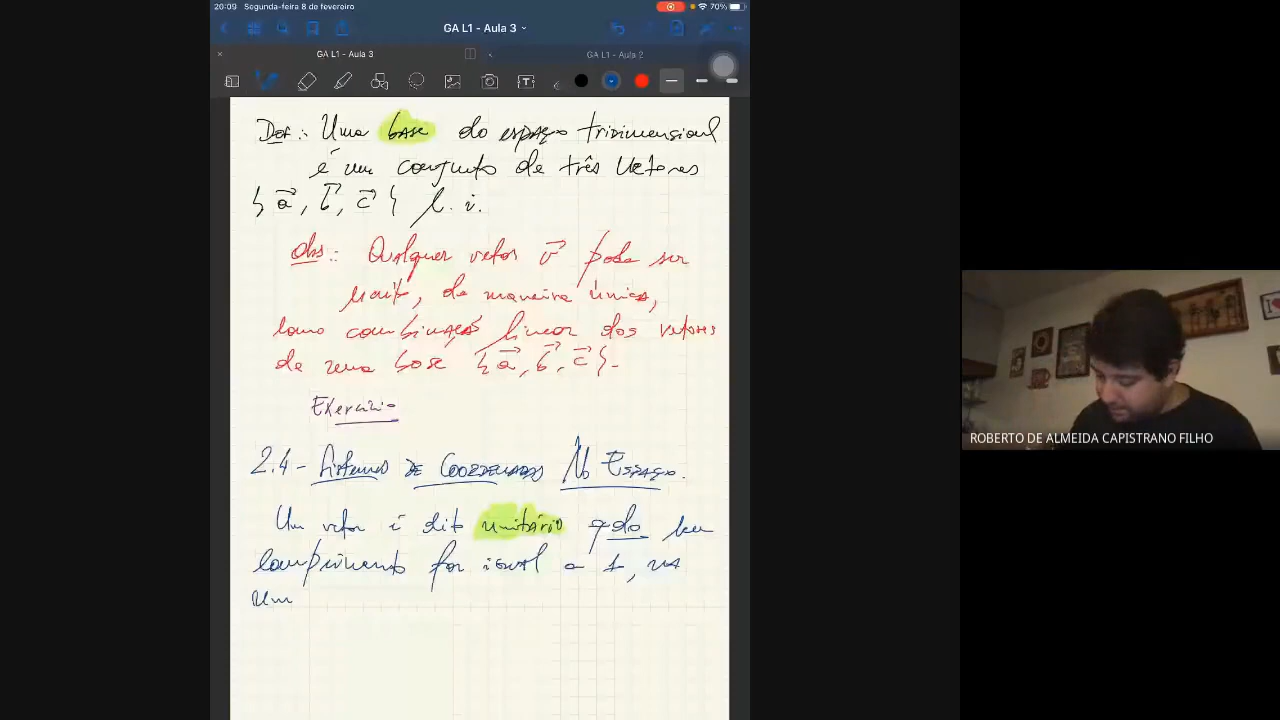 20:09 Segunda-feira 8 de fevereiro 70%
GA L1 - Aula 3
GA L1 - Aula 3 GA L1 - Aula 2
Def.: Uma base do espaço tridimensional
é um conjunto de três vetores
{ a, b, c } l. i.
obs.: Qualquer vetor v pode ser
escrito, de maneira única,
como combinação linear dos vetores
de uma base { a, b, c }.
Exercício
2.4 - Sistemas de Coordenadas No Espaço.
Um vetor é dito unitário qdo seu
comprimento for igual a 1, na
um
ROBERTO DE ALMEIDA CAPISTRANO FILHO